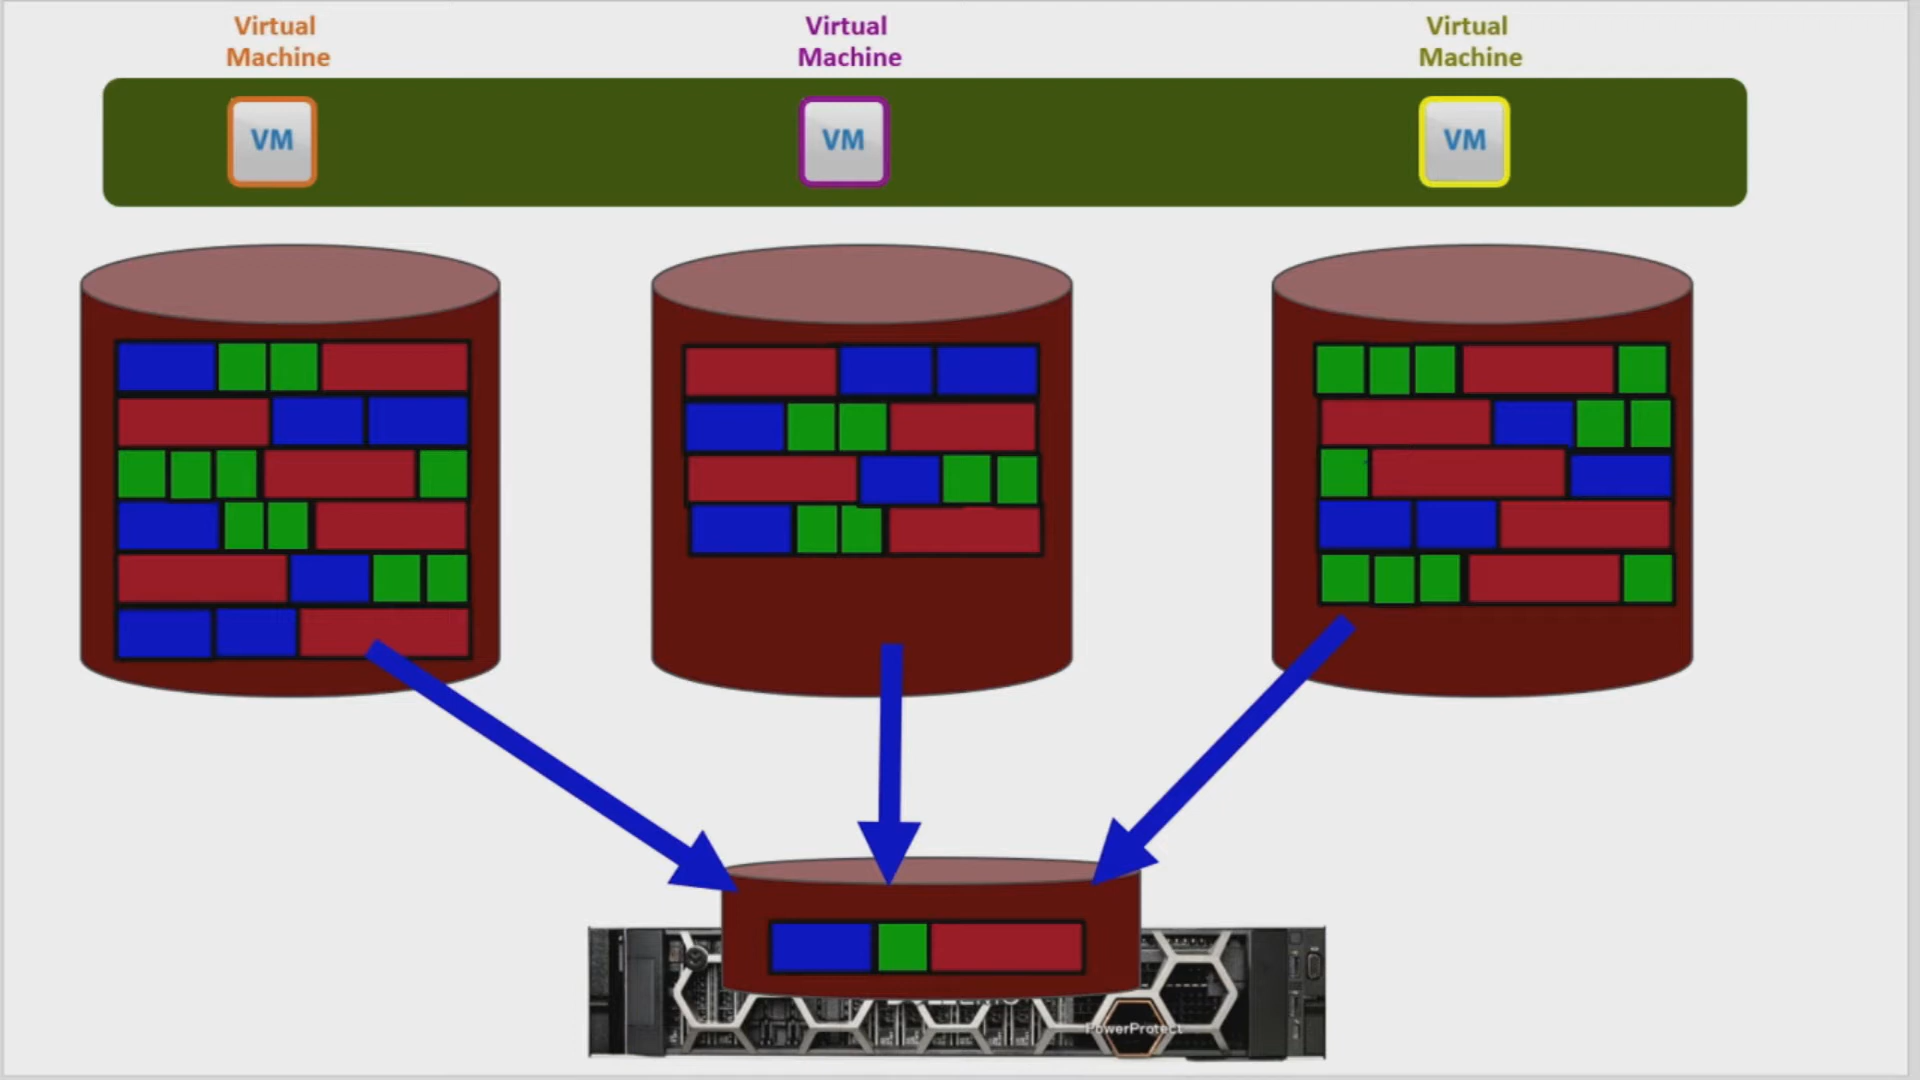 Virtual
Machine
Virtual
Machine
Virtual
Machine
VM
VM
VM
PowerProtect